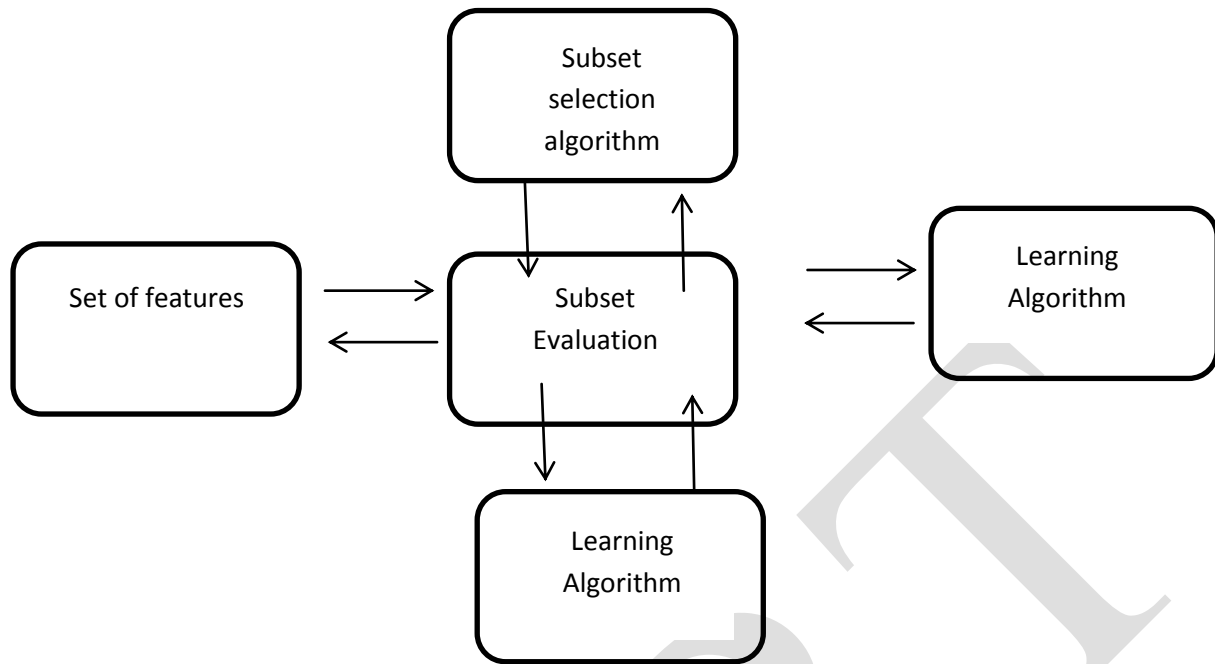 Subset
selection
algorithm
Set of features
Subset
Evaluation
Learning
Algorithm
Learning
Algorithm